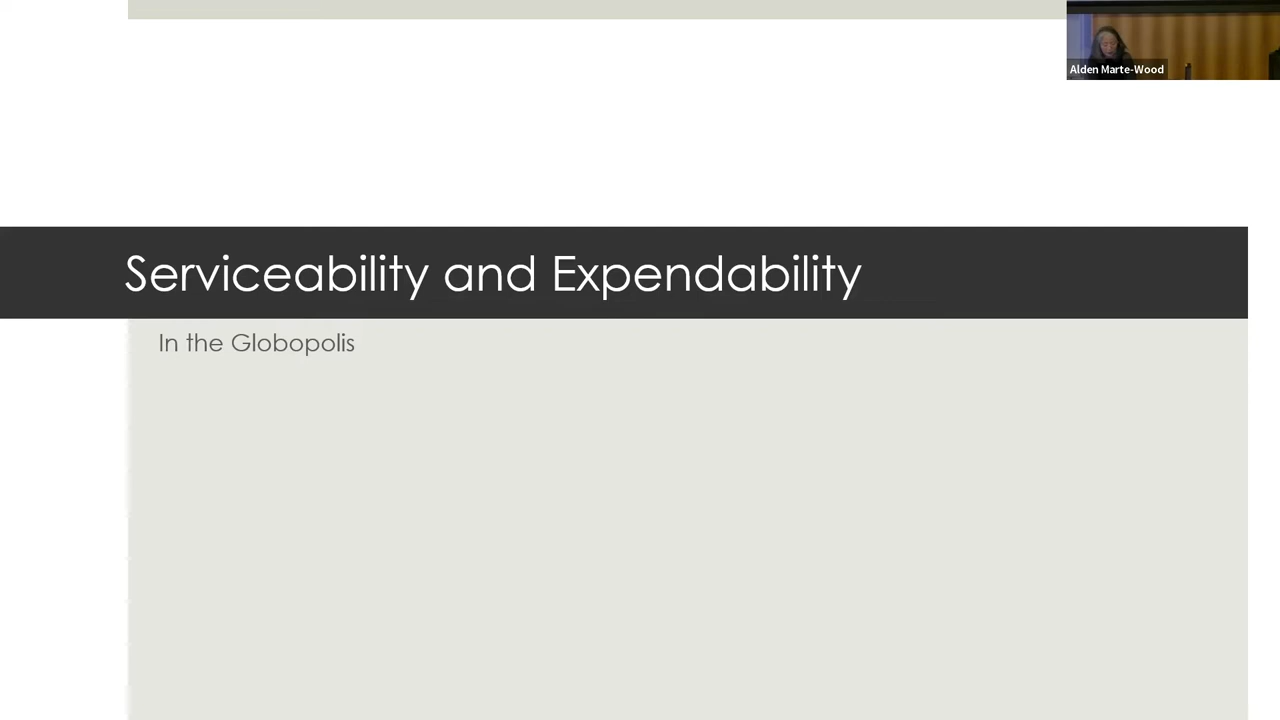 Alden Marte-Wood
Serviceability and Expendability
In the Globopolis